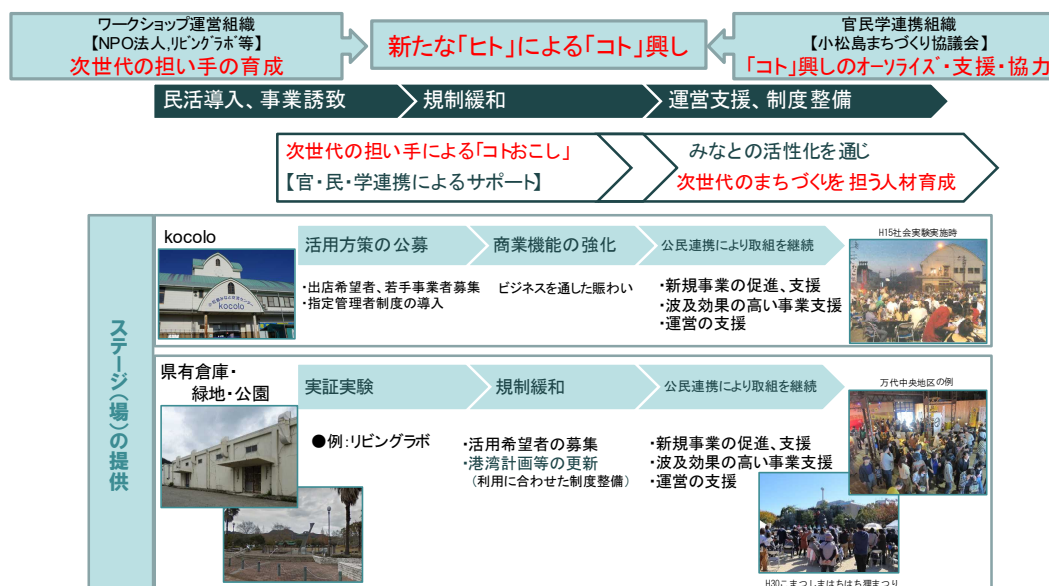 ワークショップ運営組織
【NPO法人,ﾘﾋﾞﾝｸﾞﾗﾎﾞ等】
次世代の担い手の育成
新たな「ヒト」による「コト」興し
官民学連携組織
【小松島まちづくり協議会】
「コト」興しのオーソライズ・支援・協力
民活導入、事業誘致
規制緩和
運営支援、制度整備
次世代の担い手による「コトおこし」
【官・民・学連携によるサポート】
みなとの活性化を通じ
次世代のまちづくりを担う人材育成
ステージ(場)の提供
kocolo
活用方策の公募
商業機能の強化
公民連携により取組を継続
H15社会実験実施時
・出店希望者、若手事業者募集
・指定管理者制度の導入
ビジネスを通した賑わい
・新規事業の促進、支援
・波及効果の高い事業支援
・運営の支援
kocolo
県有倉庫・
緑地・公園
実証実験
規制緩和
公民連携により取組を継続
万代中央地区の例
●例:リビングラボ
・活用希望者の募集
・港湾計画等の更新
(利用に合わせた制度整備)
・新規事業の促進、支援
・波及効果の高い事業支援
・運営の支援
H30こまつしまはちはち狸まつり